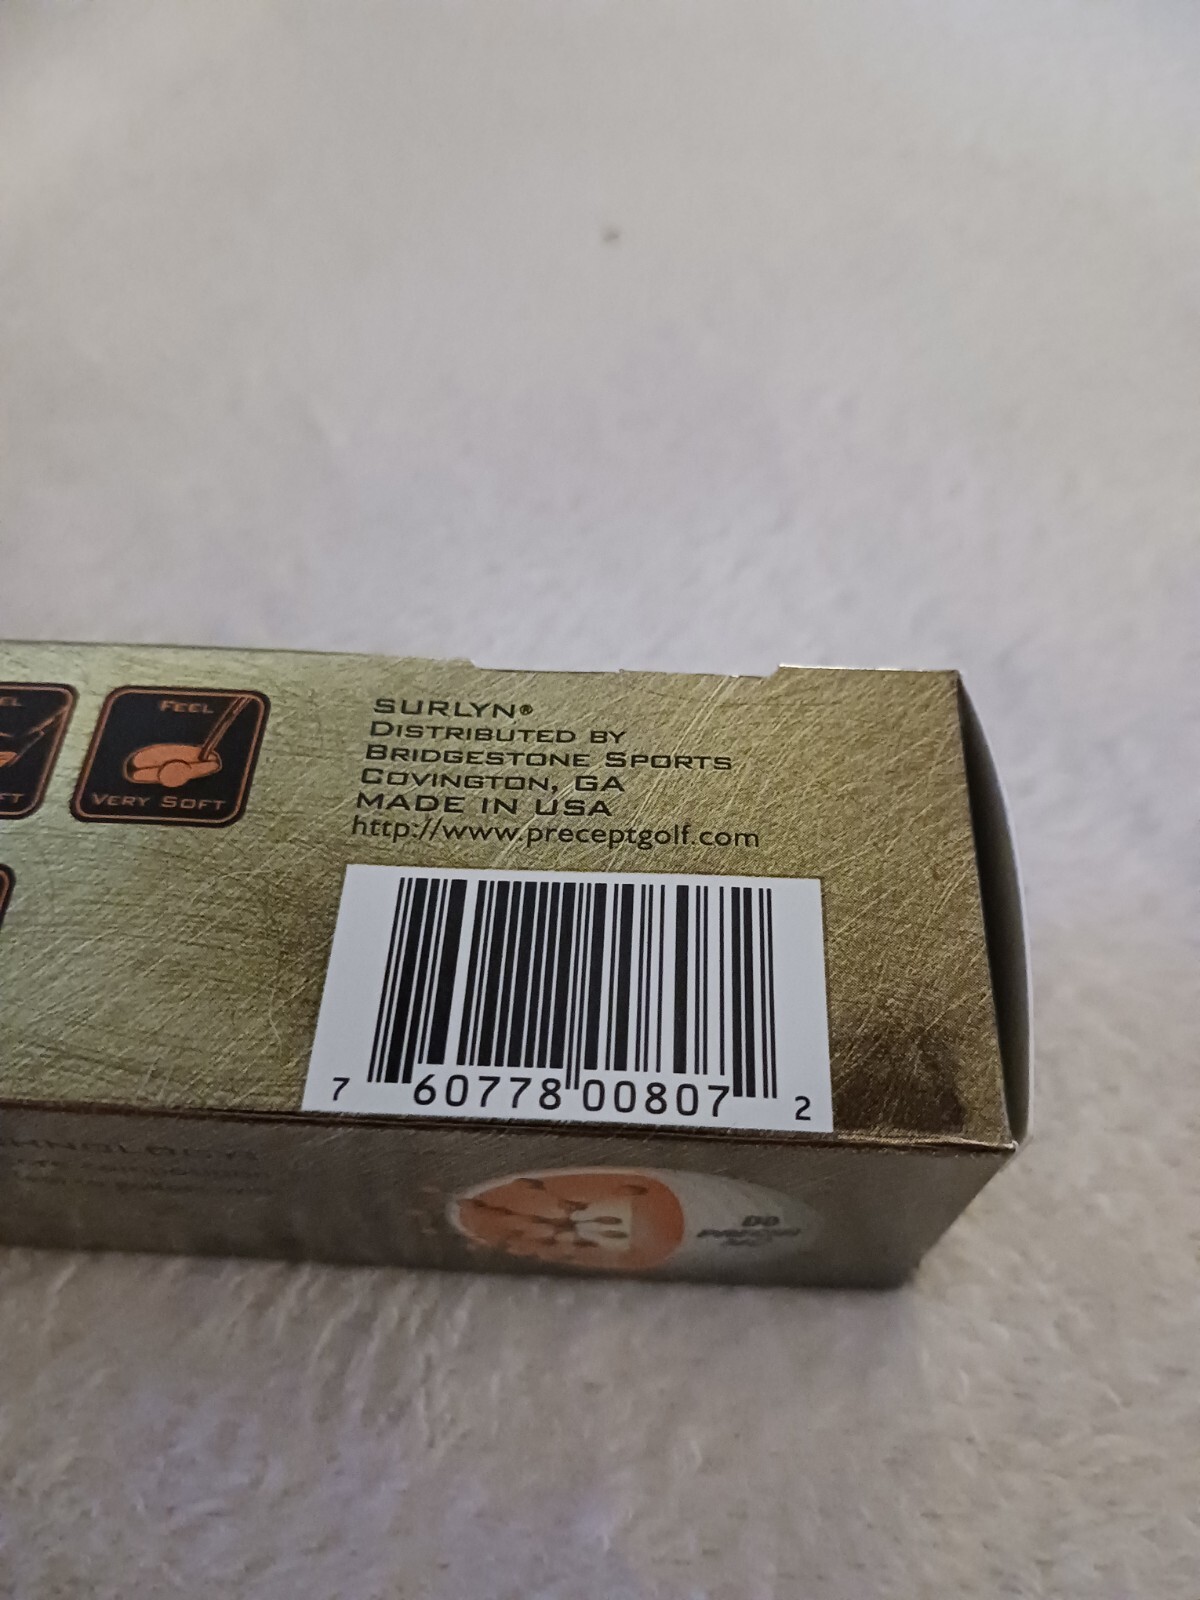 FEEL
VERY SOFT
SURLYN®
DISTRIBUTED BY
BRIDGESTONE SPORTS
COVINGTON, GA
MADE IN USA
http://www.preceptgolf.com
7 60778 00807 2